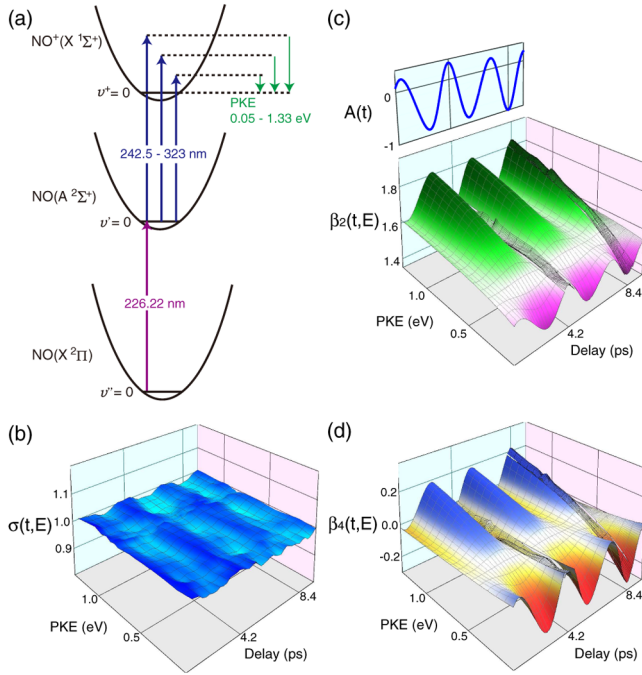 (a)
NO⁺(X ¹Σ⁺)
υ⁺= 0
PKE
0.05 - 1.33 eV
242.5 - 323 nm
NO(A ²Σ⁺)
υ'= 0
226.22 nm
NO(X ²Π)
υ''= 0
(b)
1.1
1.0
0.9
σ(t,E)
1.0
0.5
PKE (eV)
4.2
8.4
Delay (ps)
(c)
0
A(t)
-1
1.8
1.6
1.4
β₂(t,E)
1.0
0.5
PKE (eV)
4.2
8.4
Delay (ps)
(d)
0.2
0.0
-0.2
β₄(t,E)
1.0
0.5
PKE (eV)
4.2
8.4
Delay (ps)